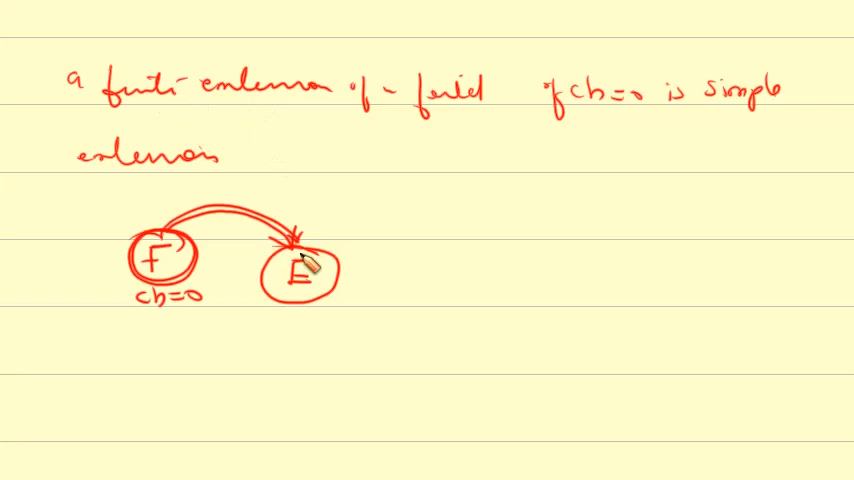 a finite extension of a field of ch=0 is simple
extension
F E
ch=0